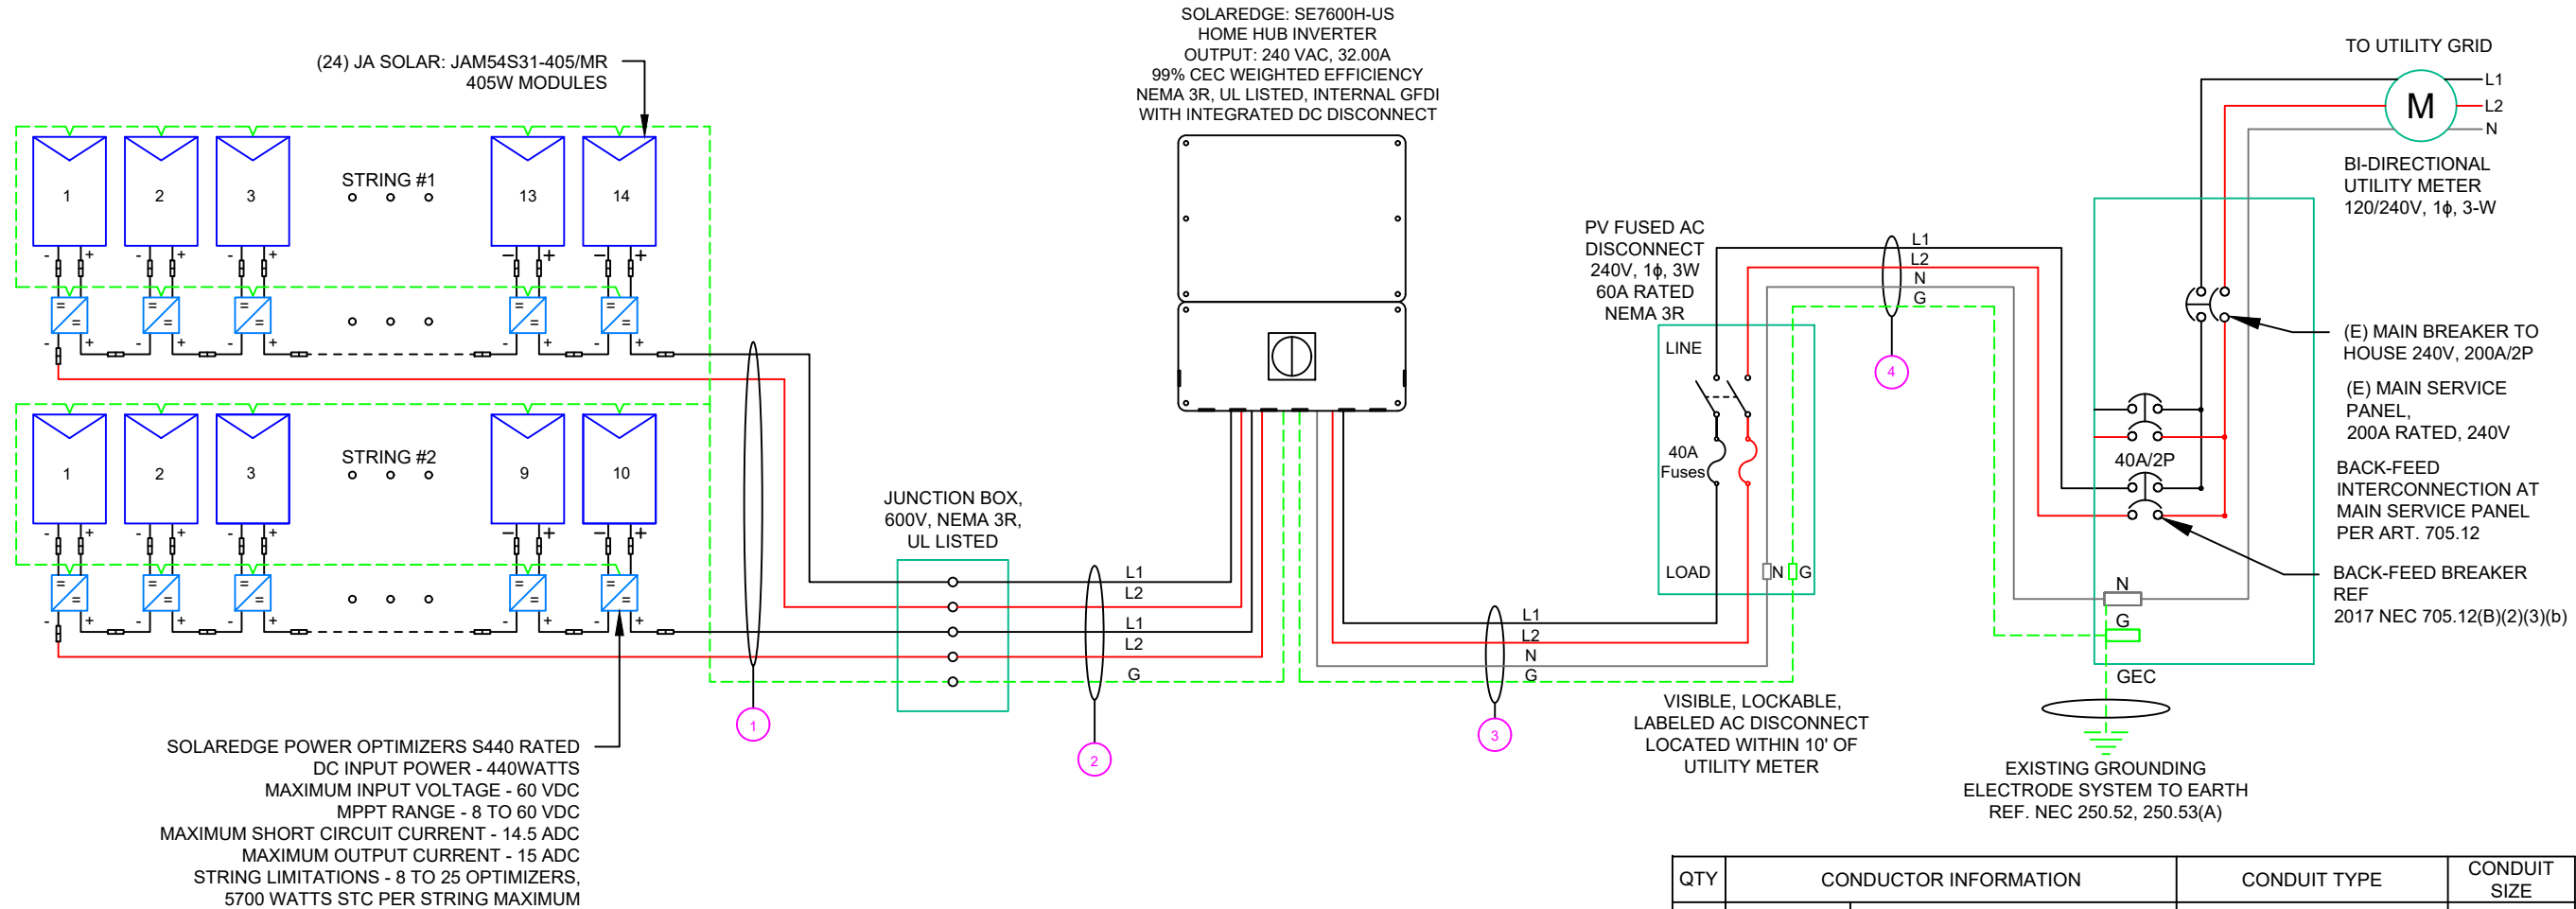 SOLAREDGE: SE7600H-US
HOME HUB INVERTER
OUTPUT: 240 VAC, 32.00A
99% CEC WEIGHTED EFFICIENCY
NEMA 3R, UL LISTED, INTERNAL GFDI
WITH INTEGRATED DC DISCONNECT
(24) JA SOLAR: JAM54S31-405/MR
405W MODULES
TO UTILITY GRID
M
L1
L2
N
BI-DIRECTIONAL
UTILITY METER
120/240V, 1ϕ, 3-W
1
2
3
STRING #1
13
14
- + - + - + - + - +
= = = = = = = = = =
- + - + - + - + - +
1
2
3
STRING #2
9
10
- + - + - + - + - +
= = = = = = = = = =
- + - + - + - + - +
1
JUNCTION BOX,
600V, NEMA 3R,
UL LISTED
L1
L2
L1
L2
G
2
SOLAREDGE POWER OPTIMIZERS S440 RATED
DC INPUT POWER - 440WATTS
MAXIMUM INPUT VOLTAGE - 60 VDC
MPPT RANGE - 8 TO 60 VDC
MAXIMUM SHORT CIRCUIT CURRENT - 14.5 ADC
MAXIMUM OUTPUT CURRENT - 15 ADC
STRING LIMITATIONS - 8 TO 25 OPTIMIZERS,
5700 WATTS STC PER STRING MAXIMUM
L1
L2
N
G
3
PV FUSED AC
DISCONNECT
240V, 1ϕ, 3W
60A RATED
NEMA 3R
LINE
40A
Fuses
LOAD
N
G
VISIBLE, LOCKABLE,
LABELED AC DISCONNECT
LOCATED WITHIN 10' OF
UTILITY METER
L1
L2
N
G
4
(E) MAIN BREAKER TO
HOUSE 240V, 200A/2P
(E) MAIN SERVICE
PANEL,
200A RATED, 240V
40A/2P
BACK-FEED
INTERCONNECTION AT
MAIN SERVICE PANEL
PER ART. 705.12
BACK-FEED BREAKER
REF
2017 NEC 705.12(B)(2)(3)(b)
N
G
GEC
EXISTING GROUNDING
ELECTRODE SYSTEM TO EARTH
REF. NEC 250.52, 250.53(A)
QTY
CONDUCTOR INFORMATION
CONDUIT TYPE
CONDUIT
SIZE